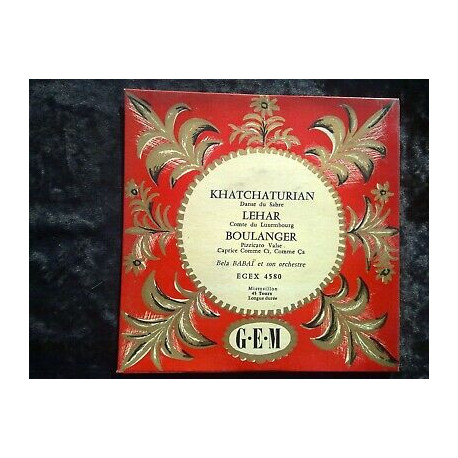 KHATCHATURIAN
Danse du Sabre
LEHAR
Comte du Luxembourg
BOULANGER
Pizzicato Valse
Caprice Comme Ci, Comme Ça
Bela BABAÏ et son orchestre
EGEX 4580
Microsillon
45 Tours
Longue durée
G·E·M